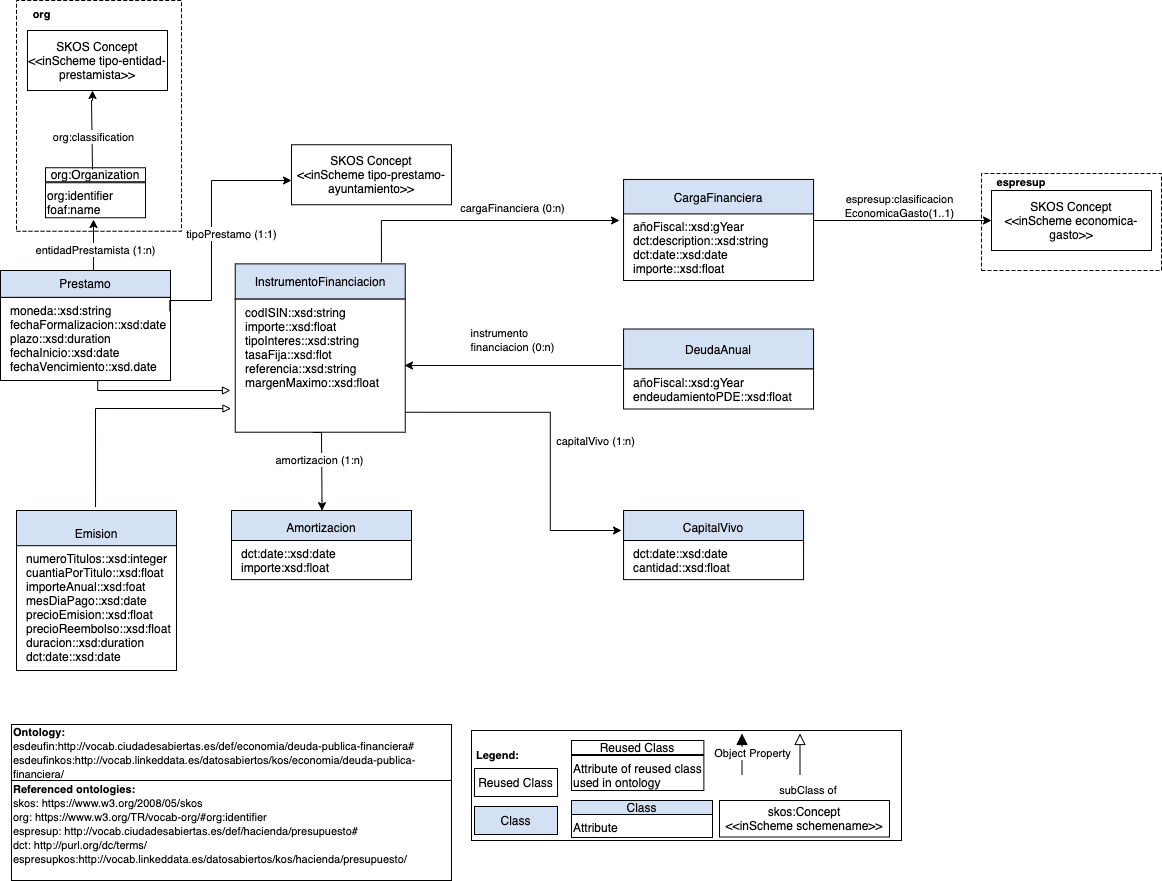 org
SKOS Concept
<<inScheme tipo-entidad-
prestamista>>
org:classification
org:Organization
org:identifier
foaf:name
entidadPrestamista (1:n)
SKOS Concept
<<inScheme tipo-prestamo-
ayuntamiento>>
tipoPrestamo (1:1)
cargaFinanciera (0:n)
CargaFinanciera
añoFiscal::xsd:gYear
dct:description::xsd:string
dct:date::xsd:date
importe::xsd:float
espresup:clasificacion
EconomicaGasto(1..1)
espresup
SKOS Concept
<<inScheme economica-
gasto>>
Prestamo
moneda::xsd:string
fechaFormalizacion::xsd:date
plazo::xsd:duration
fechaInicio::xsd:date
fechaVencimiento::xsd.date
InstrumentoFinanciacion
codISIN::xsd:string
importe::xsd:float
tipoInteres::xsd:string
tasaFija::xsd:flot
referencia::xsd:string
margenMaximo::xsd:float
instrumento
financiacion (0:n)
DeudaAnual
añoFiscal::xsd:gYear
endeudamientoPDE::xsd:float
capitalVivo (1:n)
amortizacion (1:n)
Emisión
numeroTitulos::xsd:integer
cuantiaPorTitulo::xsd:float
importeAnual::xsd:foat
mesDiaPago::xsd:date
precioEmision::xsd:float
precioReembolso::xsd:float
duracion::xsd:duration
dct:date::xsd:date
Amortizacion
dct:date::xsd:date
importe:xsd:float
CapitalVivo
dct:date::xsd:date
cantidad::xsd:float
Ontology:
esdeufin:http://vocab.ciudadesabiertas.es/def/economia/deuda-publica-financiera#
esdeufinkos:http://vocab.linkeddata.es/datosabiertos/kos/economia/deuda-publica-
financiera/
Referenced ontologies:
skos: https://www.w3.org/2008/05/skos
org: https://www.w3.org/TR/vocab-org/#org:identifier
espresup: http://vocab.ciudadesabiertas.es/def/hacienda/presupuesto#
dct: http://purl.org/dc/terms/
espresupkos:http://vocab.linkeddata.es/datosabiertos/kos/hacienda/presupuesto/
Legend:
Reused Class
Class
Reused Class
Attribute of reused class
used in ontology
Class
Attribute
Object Property
subClass of
skos:Concept
<<inScheme schemename>>